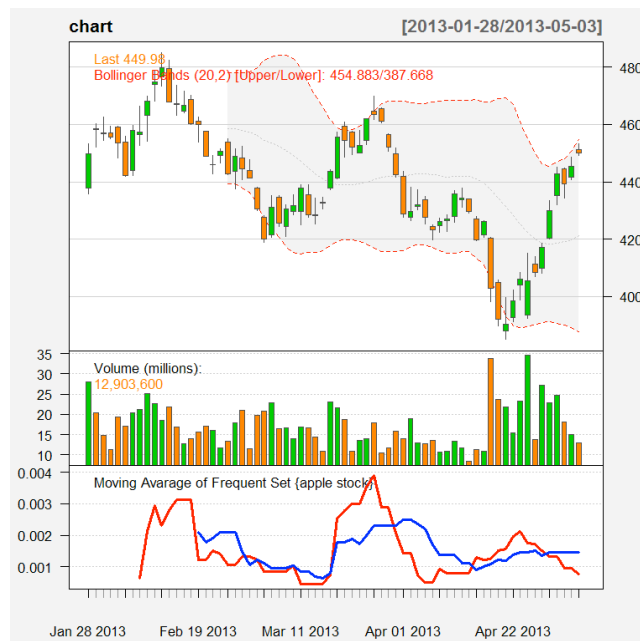 chart [2013-01-28/2013-05-03]
Last 449.98
Bollinger Bands (20,2) [Upper/Lower]: 454.883/387.668
480
460
440
420
400
Volume (millions):
12,903,600
35
30
25
20
15
10
Moving Avarage of Frequent Set {apple stock}
0.004
0.003
0.002
0.001
Jan 28 2013 Feb 19 2013 Mar 11 2013 Apr 01 2013 Apr 22 2013